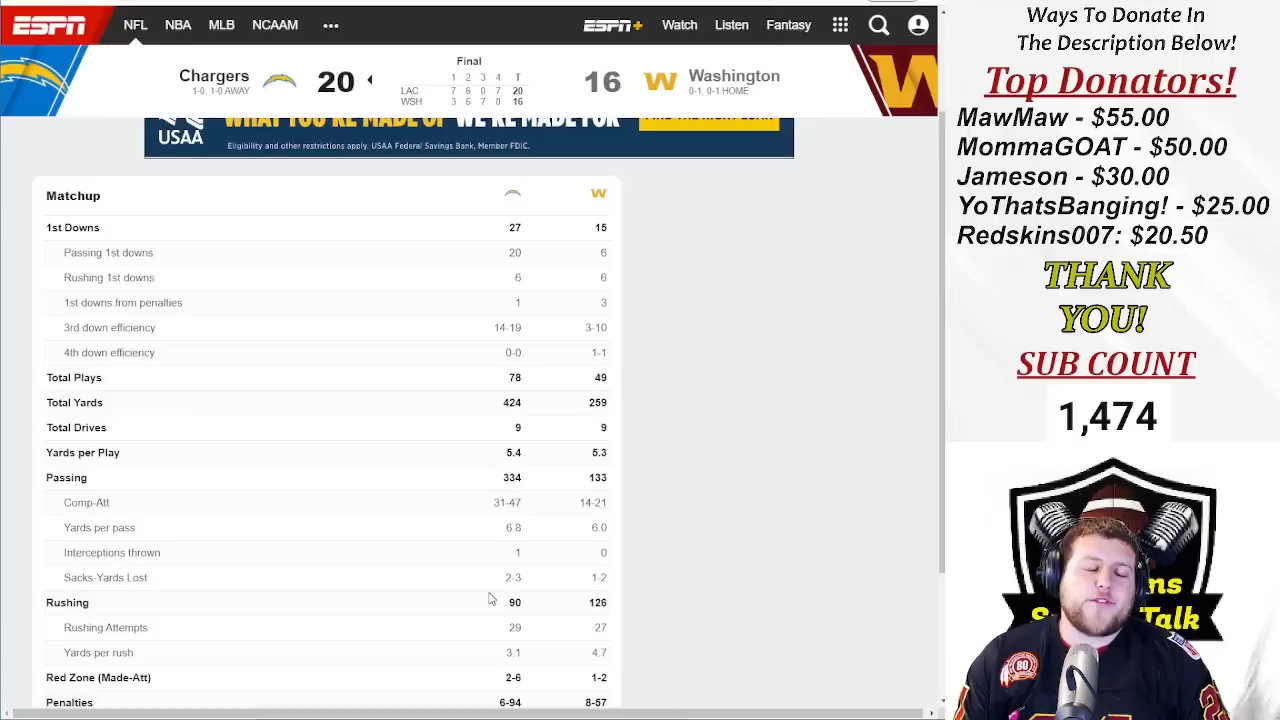 ESPN
NFL NBA MLB NCAAM •••
ESPN+ Watch Listen Fantasy
Chargers
1-0, 1-0 AWAY
20
Final
1 2 3 4 T
LAC 7 6 0 7 20
WSH 3 6 7 0 16
16
W
Washington
0-1, 0-1 HOME
USAA
WHAT YOU'RE MADE OF WE'RE MADE FOR
Eligibility and other restrictions apply. USAA Federal Savings Bank, Member FDIC.
Matchup W
1st Downs 27 15
Passing 1st downs 20 6
Rushing 1st downs 6 6
1st downs from penalties 1 3
3rd down efficiency 14-19 3-10
4th down efficiency 0-0 1-1
Total Plays 78 49
Total Yards 424 259
Total Drives 9 9
Yards per Play 5.4 5.3
Passing 334 133
Comp-Att 31-47 14-21
Yards per pass 6.8 6.0
Interceptions thrown 1 0
Sacks-Yards Lost 2-3 1-2
Rushing 90 126
Rushing Attempts 29 27
Yards per rush 3.1 4.7
Red Zone (Made-Att) 2-6 1-2
Penalties 6-94 8-57
Ways To Donate In
The Description Below!
Top Donators!
MawMaw - $55.00
MommaGOAT - $50.00
Jameson - $30.00
YoThatsBanging! - $25.00
Redskins007: $20.50
THANK
YOU!
SUB COUNT
1,474
80